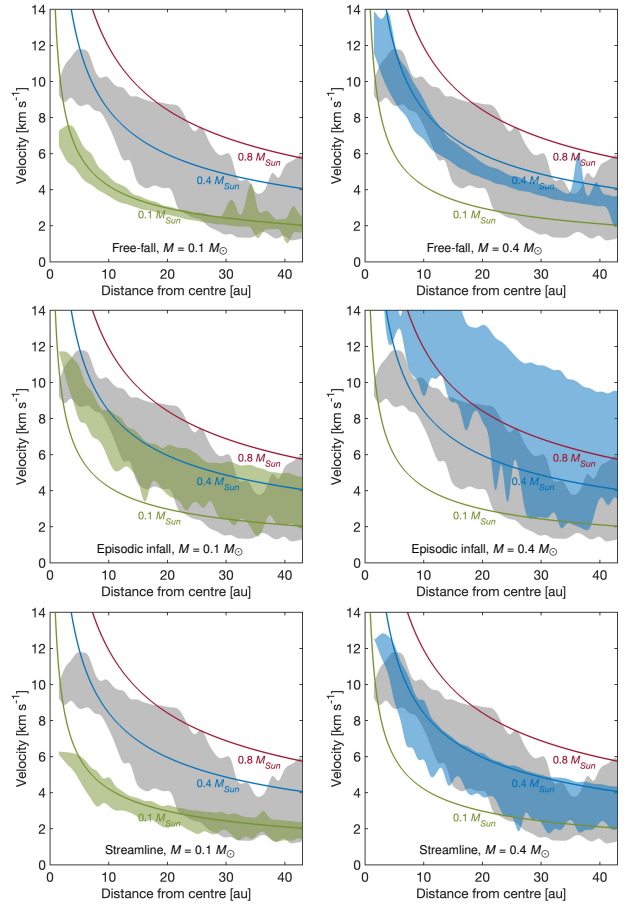 14
12
10
8
6
4
2
0
Velocity [km s⁻¹]
0.8 M_Sun
0.4 M_Sun
0.1 M_Sun
Free-fall, M = 0.1 M☉
0 10 20 30 40
Distance from centre [au]
14
12
10
8
6
4
2
0
Velocity [km s⁻¹]
0.8 M_Sun
0.4 M_Sun
0.1 M_Sun
Free-fall, M = 0.4 M☉
0 10 20 30 40
Distance from centre [au]
14
12
10
8
6
4
2
0
Velocity [km s⁻¹]
0.8 M_Sun
0.4 M_Sun
0.1 M_Sun
Episodic infall, M = 0.1 M☉
0 10 20 30 40
Distance from centre [au]
14
12
10
8
6
4
2
0
Velocity [km s⁻¹]
0.8 M_Sun
0.4 M_Sun
0.1 M_Sun
Episodic infall, M = 0.4 M☉
0 10 20 30 40
Distance from centre [au]
14
12
10
8
6
4
2
0
Velocity [km s⁻¹]
0.8 M_Sun
0.4 M_Sun
0.1 M_Sun
Streamline, M = 0.1 M☉
0 10 20 30 40
Distance from centre [au]
14
12
10
8
6
4
2
0
Velocity [km s⁻¹]
0.8 M_Sun
0.4 M_Sun
0.1 M_Sun
Streamline, M = 0.4 M☉
0 10 20 30 40
Distance from centre [au]